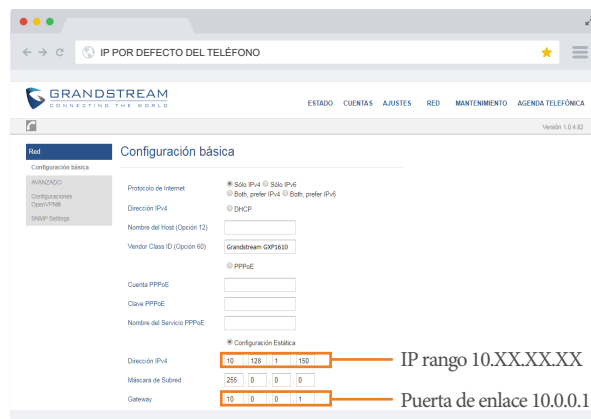 IP POR DEFECTO DEL TELÉFONO
GRANDSTREAM
CONNECTING THE WORLD
ESTADO CUENTAS AJUSTES RED MANTENIMIENTO AGENDA TELEFÓNICA
Versión 1.0.4.82
Red
Configuración básica
Configuración básica
AVANZADO
Configuraciones
OpenVPN®
SNMP Settings
Protocolo de Internet Sólo IPv4 Sólo IPv6
Both, prefer IPv4 Both, prefer IPv6
Dirección IPv4 DHCP
Nombre del Host (Opción 12)
Vendor Class ID (Opción 60) Grandstream GXP1610
PPPoE
Cuenta PPPoE
Clave PPPoE
Nombre del Servicio PPPoE
Configuración Estática
Dirección IPv4 10 128 1 150 IP rango 10.XX.XX.XX
Máscara de Subred 255 0 0 0
Gateway 10 0 0 1 Puerta de enlace 10.0.0.1